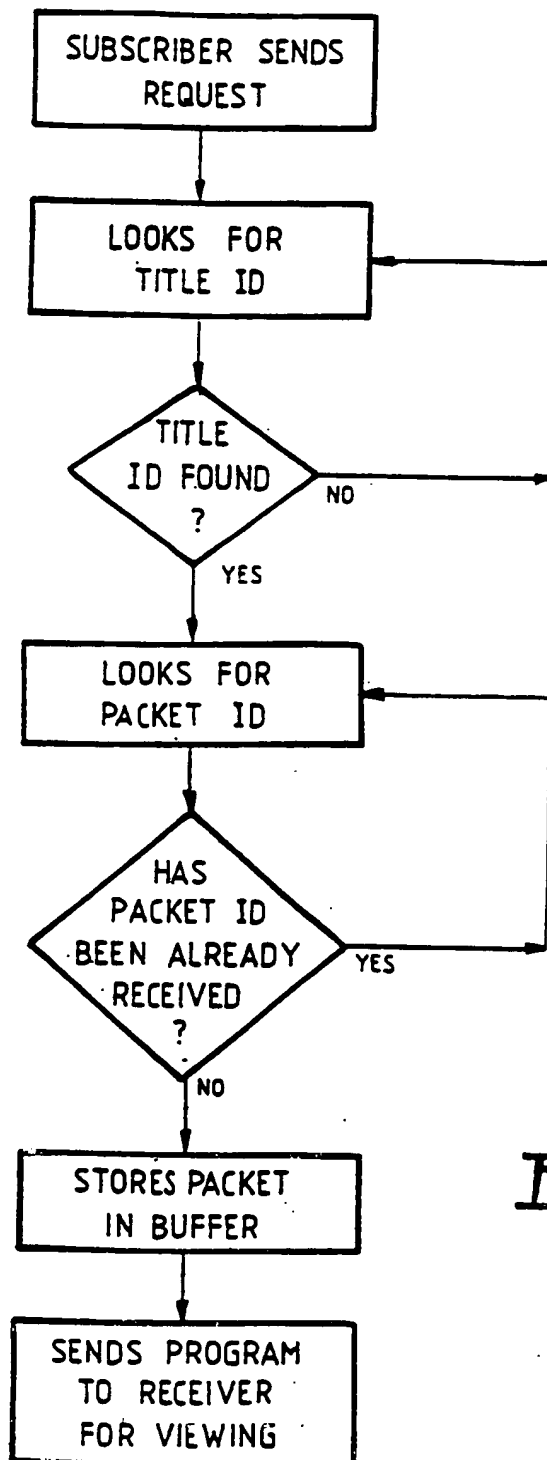 SUBSCRIBER SENDS
REQUEST
LOOKS FOR
TITLE ID
TITLE
ID FOUND
?
NO
YES
LOOKS FOR
PACKET ID
HAS
PACKET ID
BEEN ALREADY
RECEIVED
?
YES
NO
STORES PACKET
IN BUFFER
SENDS PROGRAM
TO RECEIVER
FOR VIEWING